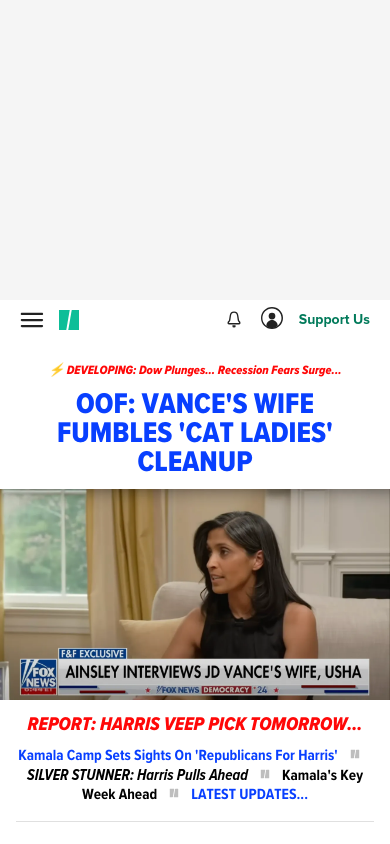 Support Us
⚡ DEVELOPING: Dow Plunges... Recession Fears Surge...
OOF: VANCE'S WIFE
FUMBLES 'CAT LADIES'
CLEANUP
F&F EXCLUSIVE
FOX
NEWS
AINSLEY INTERVIEWS JD VANCE'S WIFE, USHA
FOX NEWS DEMOCRACY '24
REPORT: HARRIS VEEP PICK TOMORROW...
Kamala Camp Sets Sights On 'Republicans For Harris'
SILVER STUNNER: Harris Pulls Ahead Kamala's Key
Week Ahead LATEST UPDATES...